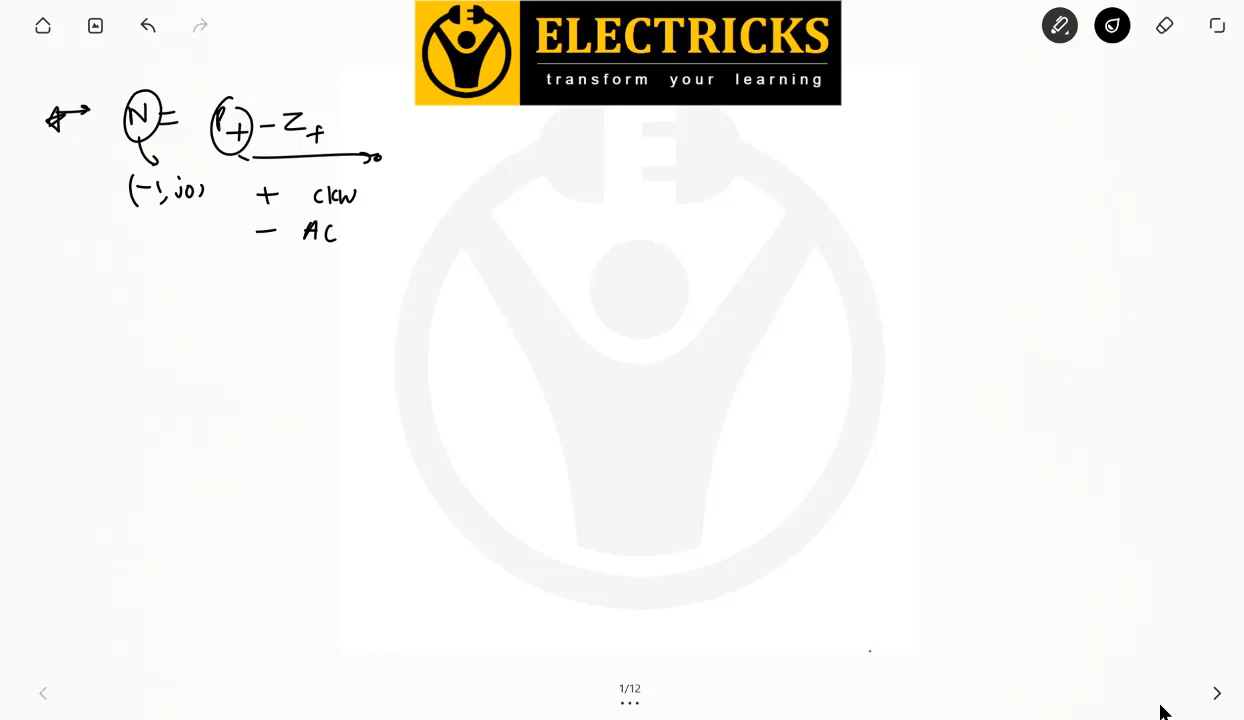 ELECTRICKS
transform your learning
N = P+ - Z+
(-1, j0) + ckw
- AC
1/12